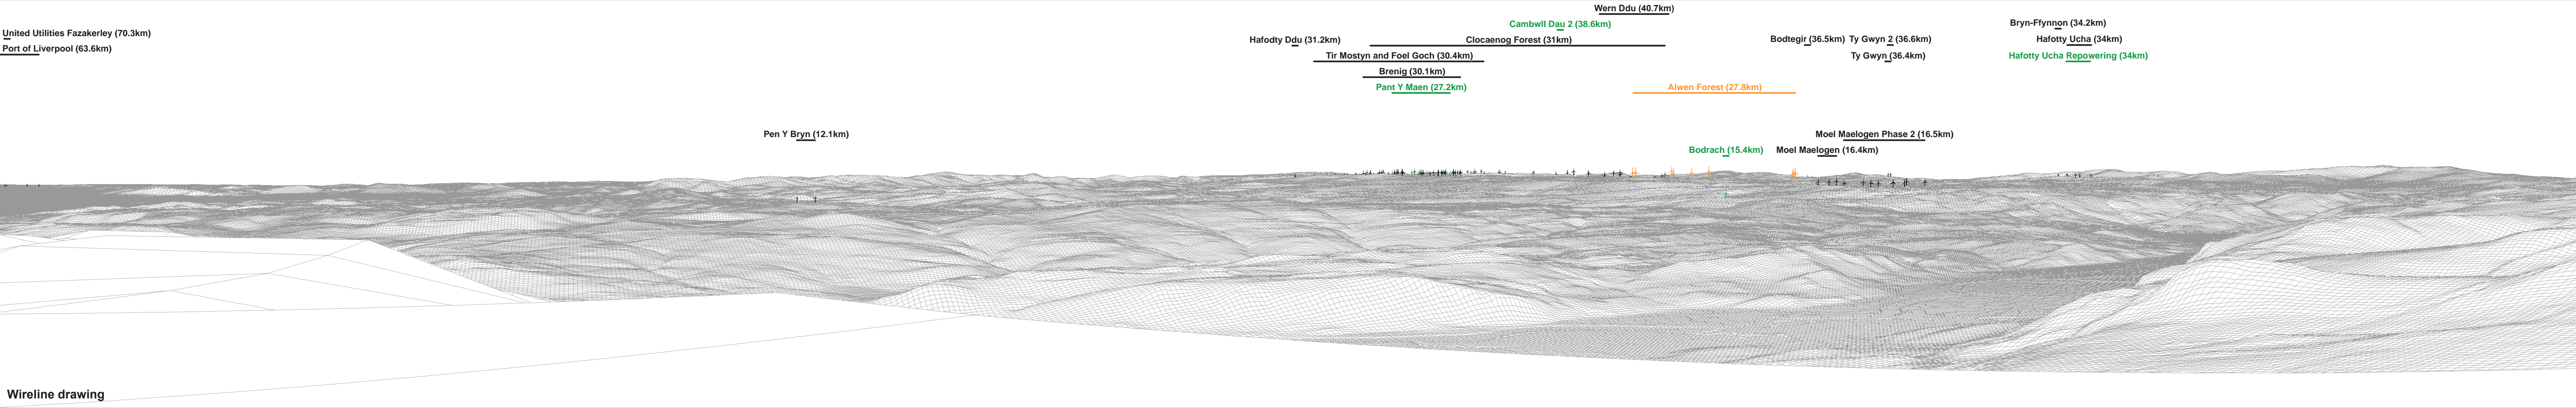 Wern Ddu (40.7km)
Cambwll Dau 2 (38.6km)
Bryn-Ffynnon (34.2km)
United Utilities Fazakerley (70.3km)
Hafodty Ddu (31.2km)
Clocaenog Forest (31km)
Bodtegir (36.5km)
Ty Gwyn 2 (36.6km)
Hafotty Ucha (34km)
Port of Liverpool (63.6km)
Tir Mostyn and Foel Goch (30.4km)
Ty Gwyn (36.4km)
Hafotty Ucha Repowering (34km)
Brenig (30.1km)
Pant Y Maen (27.2km)
Alwen Forest (27.8km)
Pen Y Bryn (12.1km)
Moel Maelogen Phase 2 (16.5km)
Bodrach (15.4km)
Moel Maelogen (16.4km)
Wireline drawing